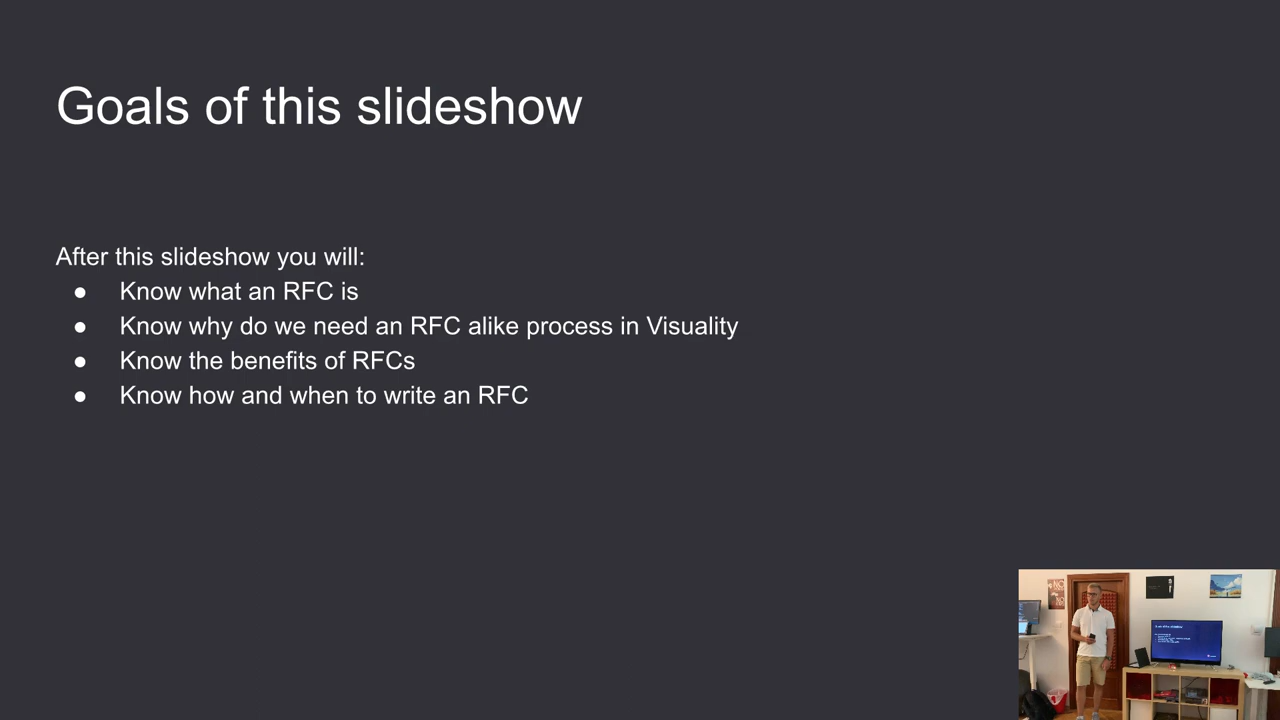 Goals of this slideshow
After this slideshow you will:
● Know what an RFC is
● Know why do we need an RFC alike process in Visuality
● Know the benefits of RFCs
● Know how and when to write an RFC